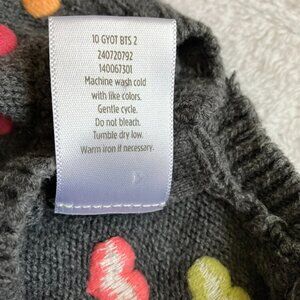 10 GYOT BTS 2
240720792
140067301
Machine wash cold
with like colors.
Gentle cycle.
Do not bleach.
Tumble dry low.
Warm iron if necessary.